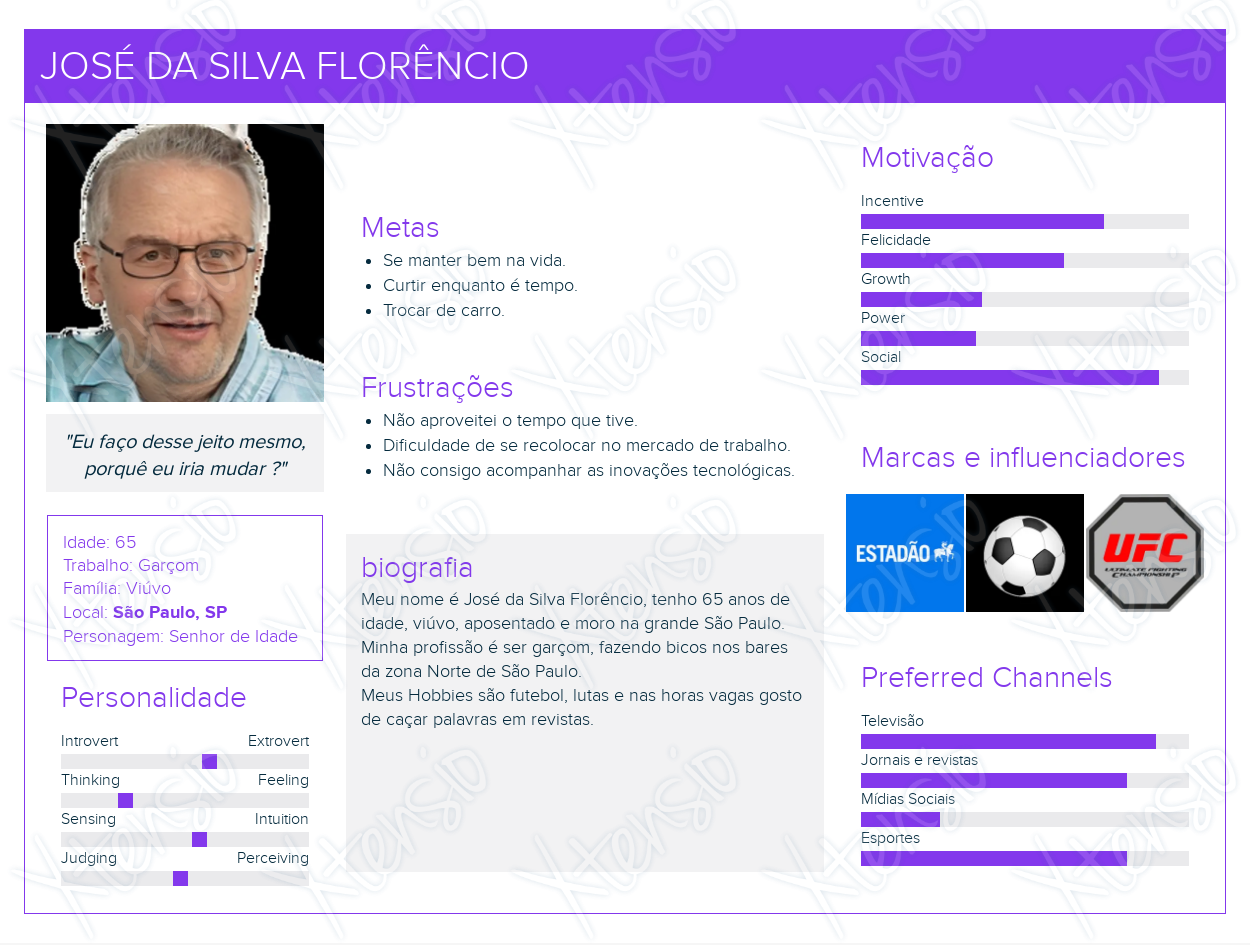 JOSÉ DA SILVA FLORÊNCIO
"Eu faço desse jeito mesmo,
porquê eu iria mudar ?"
Idade: 65
Trabalho: Garçom
Família: Viúvo
Local: São Paulo, SP
Personagem: Senhor de Idade
Personalidade
Introvert Extrovert
Thinking Feeling
Sensing Intuition
Judging Perceiving
Metas
Se manter bem na vida.
Curtir enquanto é tempo.
Trocar de carro.
Frustrações
Não aproveitei o tempo que tive.
Dificuldade de se recolocar no mercado de trabalho.
Não consigo acompanhar as inovações tecnológicas.
biografia
Meu nome é José da Silva Florêncio, tenho 65 anos de
idade, viúvo, aposentado e moro na grande São Paulo.
Minha profissão é ser garçom, fazendo bicos nos bares
da zona Norte de São Paulo.
Meus Hobbies são futebol, lutas e nas horas vagas gosto
de caçar palavras em revistas.
Motivação
Incentive
Felicidade
Growth
Power
Social
Marcas e influenciadores
ESTADÃO
UFC
ULTIMATE FIGHTING
CHAMPIONSHIP
Preferred Channels
Televisão
Jornais e revistas
Mídias Sociais
Esportes
Xtensio